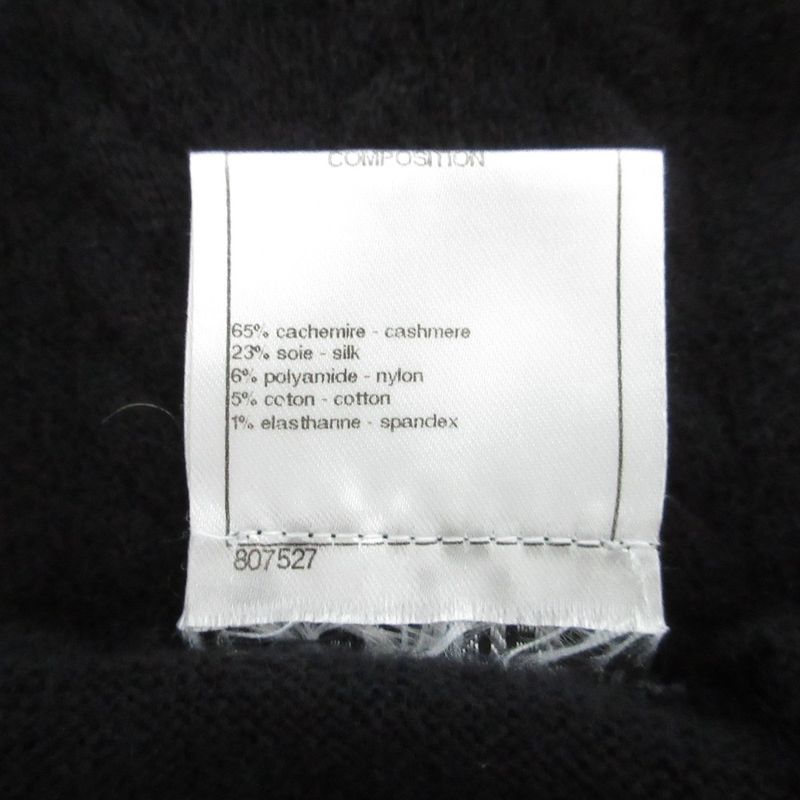 COMPOSITION
65% cachemire - cashmere
23% soie - silk
6% polyamide - nylon
5% coton - cotton
1% elasthanne - spandex
807527